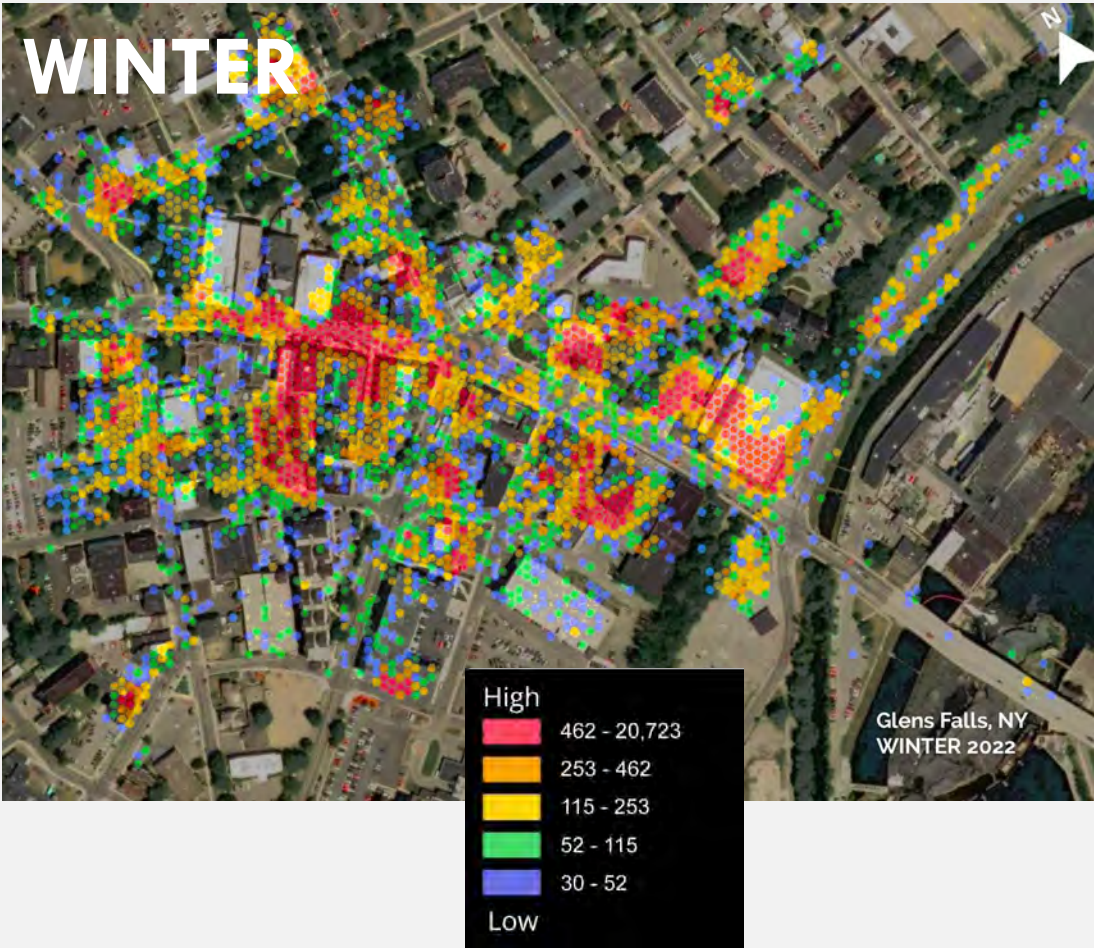 WINTER
N
Glens Falls, NY
WINTER 2022
High
462 - 20,723
253 - 462
115 - 253
52 - 115
30 - 52
Low